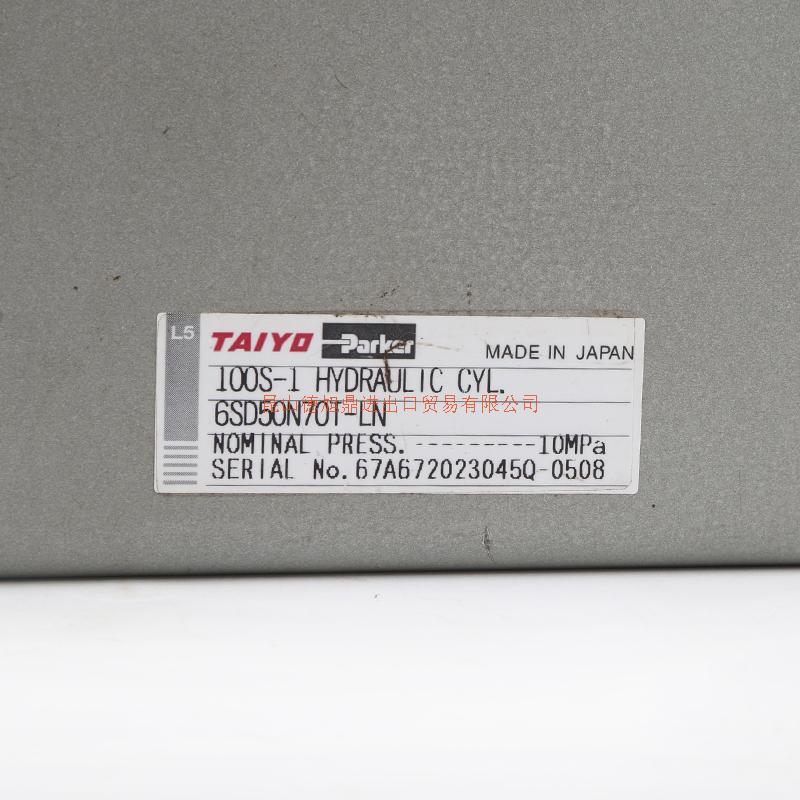 L5 TAIYO Parker MADE IN JAPAN
100S-1 HYDRAULIC CYL.
昆山德旭鼎进出口贸易有限公司
6SD50N70T-LN
NOMINAL PRESS. ---------10MPa
SERIAL No. 67A672023045Q-0508